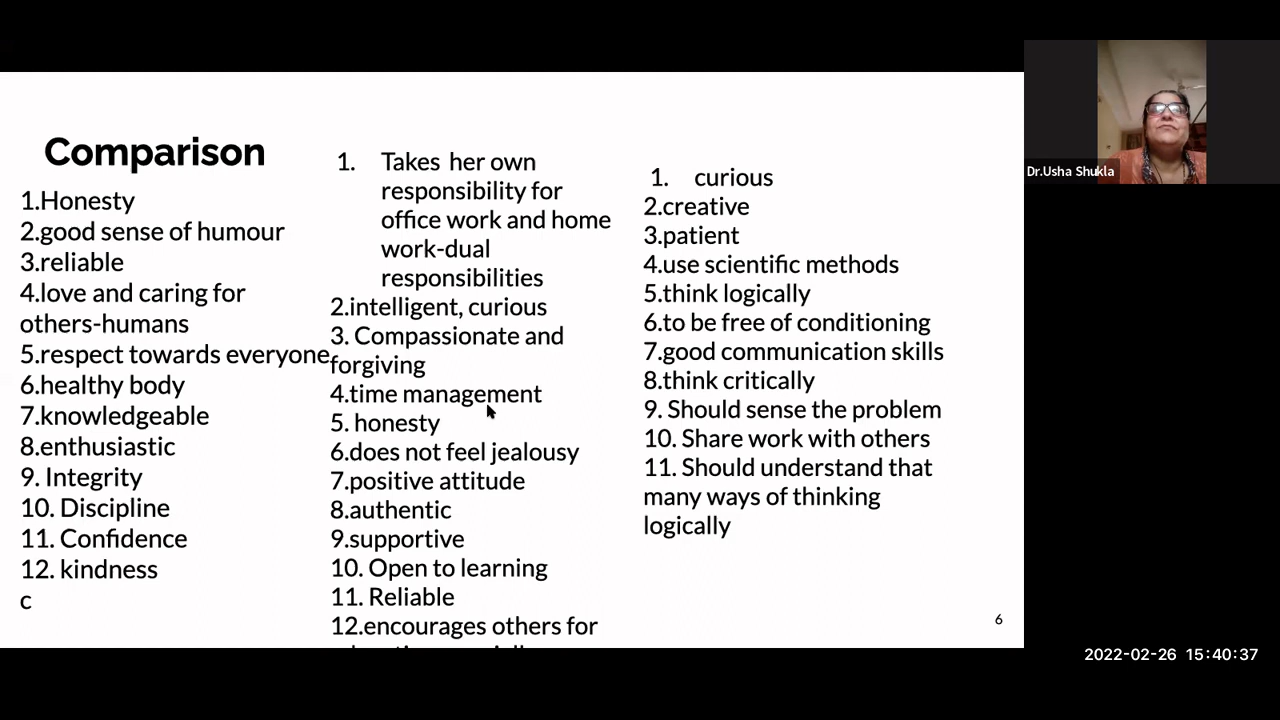 Comparison
1.Honesty
2.good sense of humour
3.reliable
4.love and caring for
others-humans
5.respect towards everyone
6.healthy body
7.knowledgeable
8.enthusiastic
9. Integrity
10. Discipline
11. Confidence
12. kindness
c
1. Takes her own
responsibility for
office work and home
work-dual
responsibilities
2.intelligent, curious
3. Compassionate and
forgiving
4.time management
5. honesty
6.does not feel jealousy
7.positive attitude
8.authentic
9.supportive
10. Open to learning
11. Reliable
12.encourages others for
1. curious
2.creative
3.patient
4.use scientific methods
5.think logically
6.to be free of conditioning
7.good communication skills
8.think critically
9. Should sense the problem
10. Share work with others
11. Should understand that
many ways of thinking
logically
6
Dr.Usha Shukla
2022-02-26 15:40:37